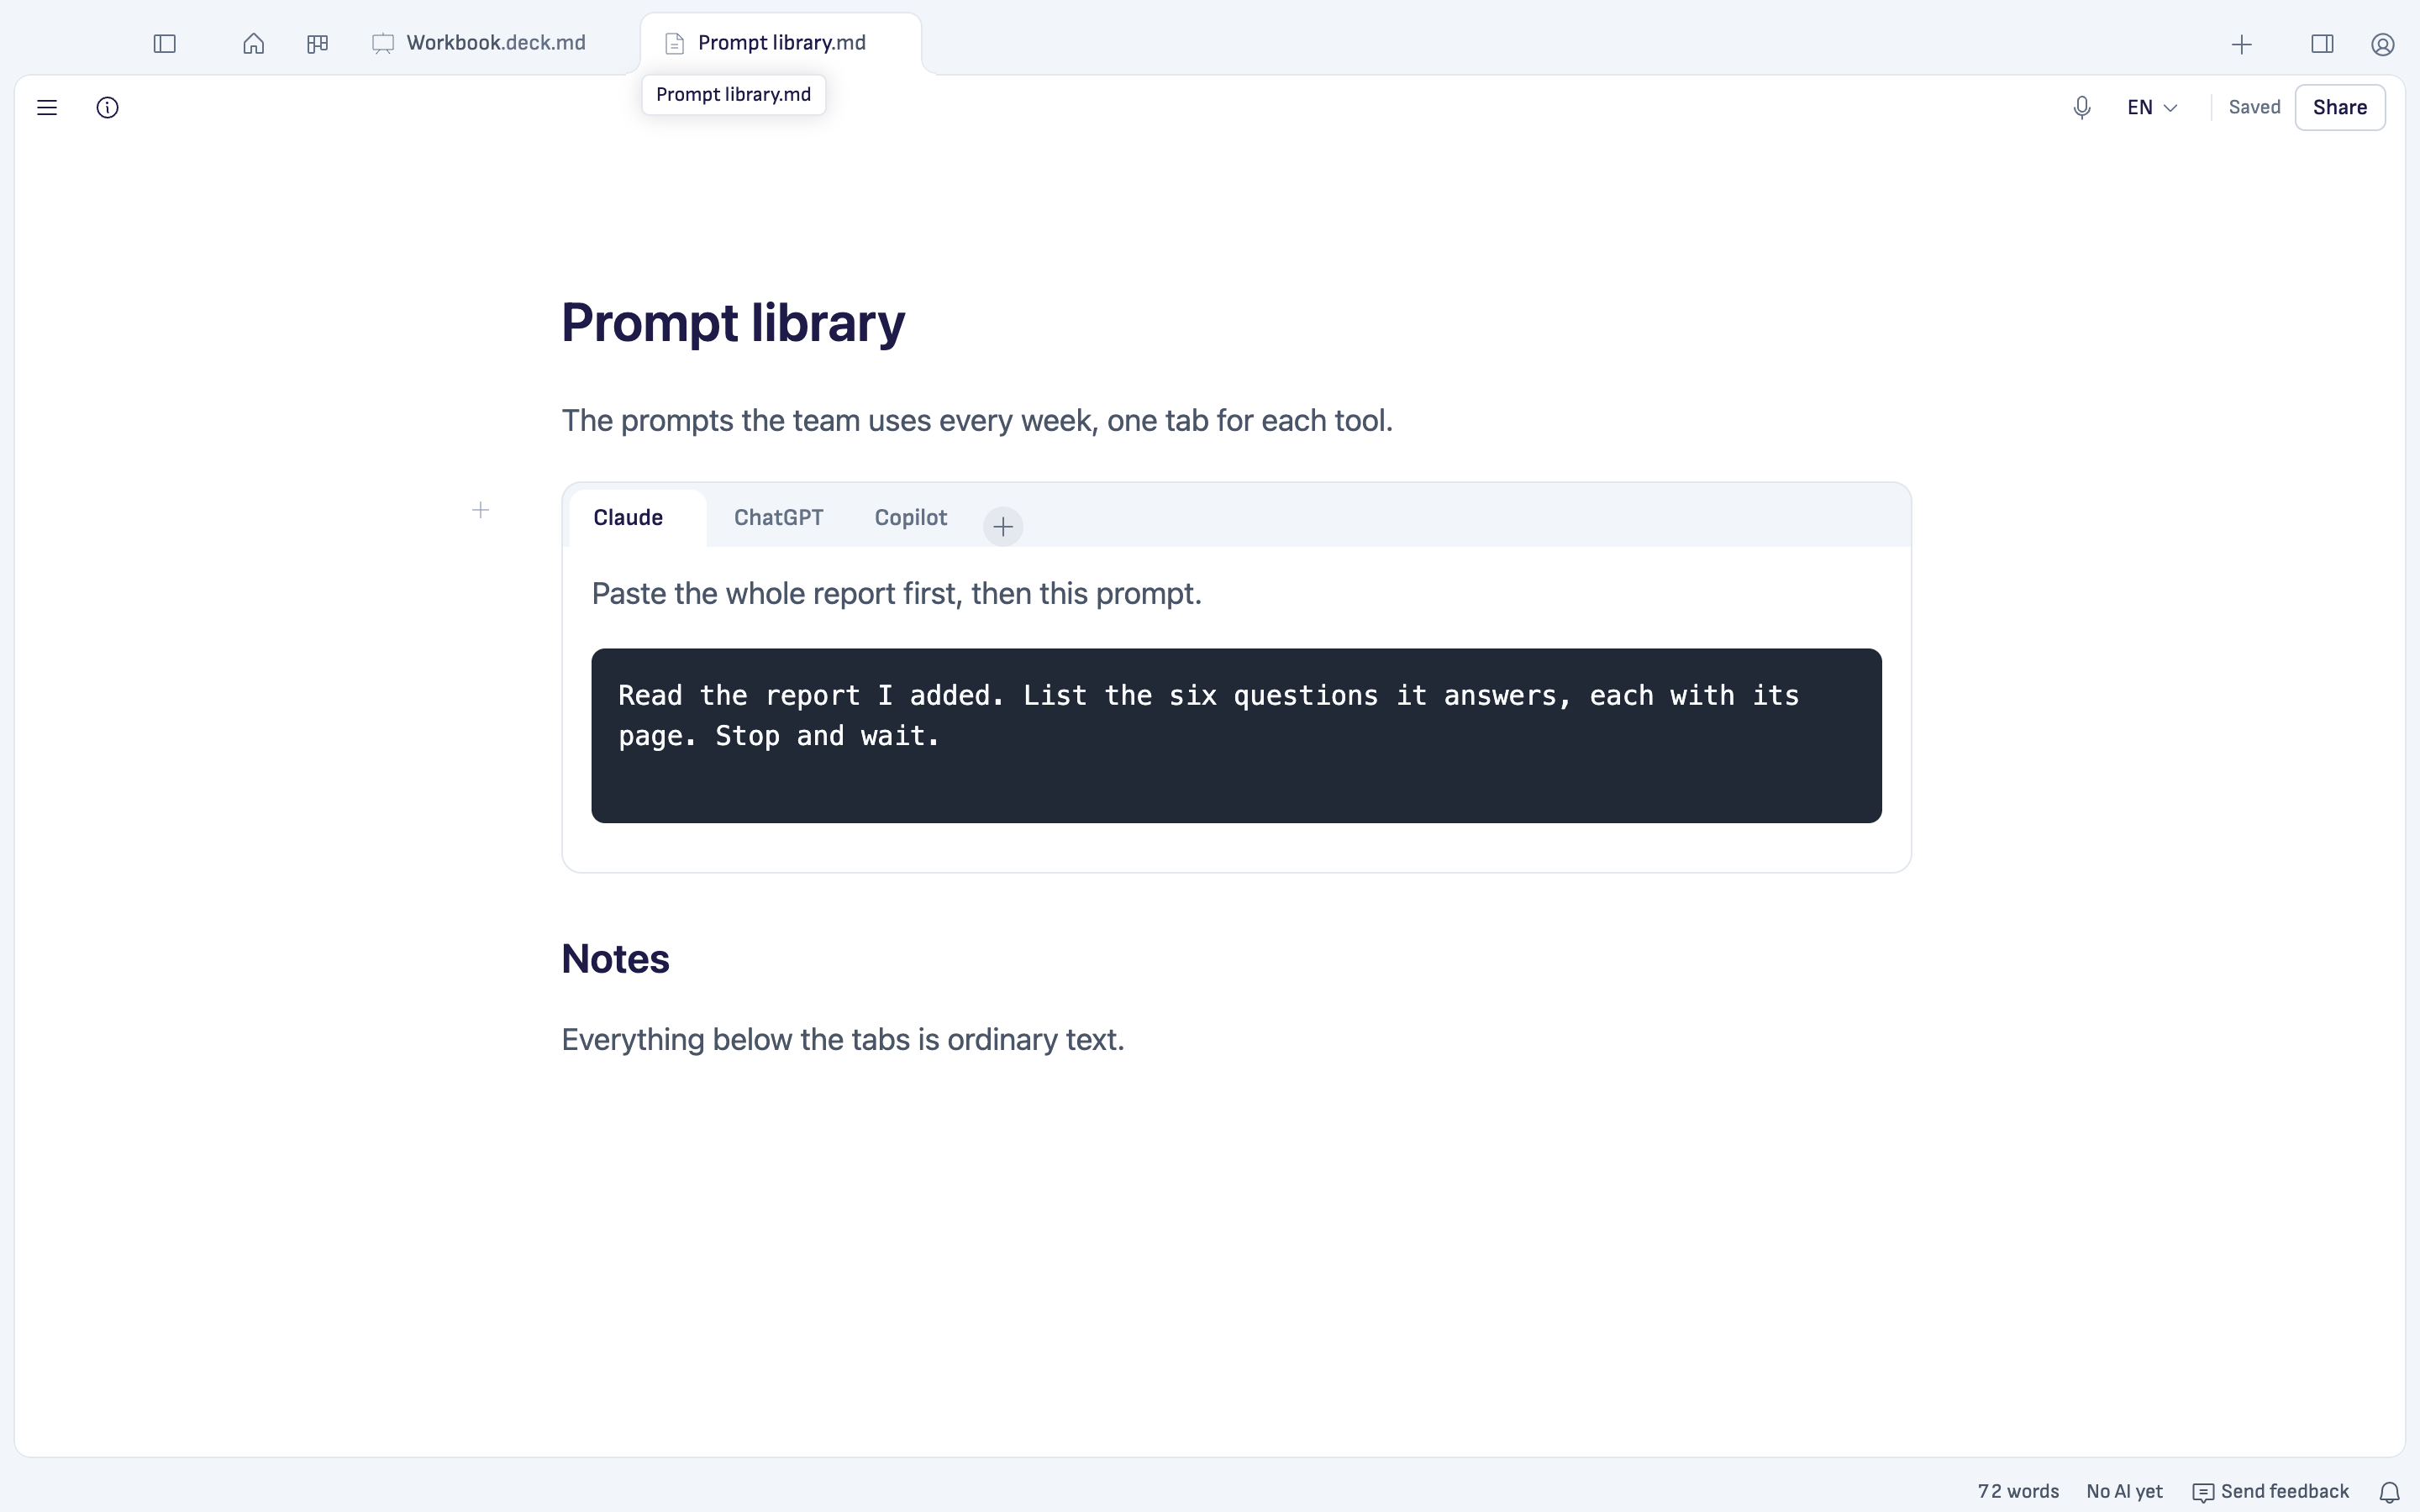 Workbook.deck.md
Prompt library.md
Prompt library.md
EN
Saved
Share
Prompt library
The prompts the team uses every week, one tab for each tool.
Claude
ChatGPT
Copilot
Paste the whole report first, then this prompt.
Read the report I added. List the six questions it answers, each with its
page. Stop and wait.
Notes
Everything below the tabs is ordinary text.
72 words
No AI yet
Send feedback